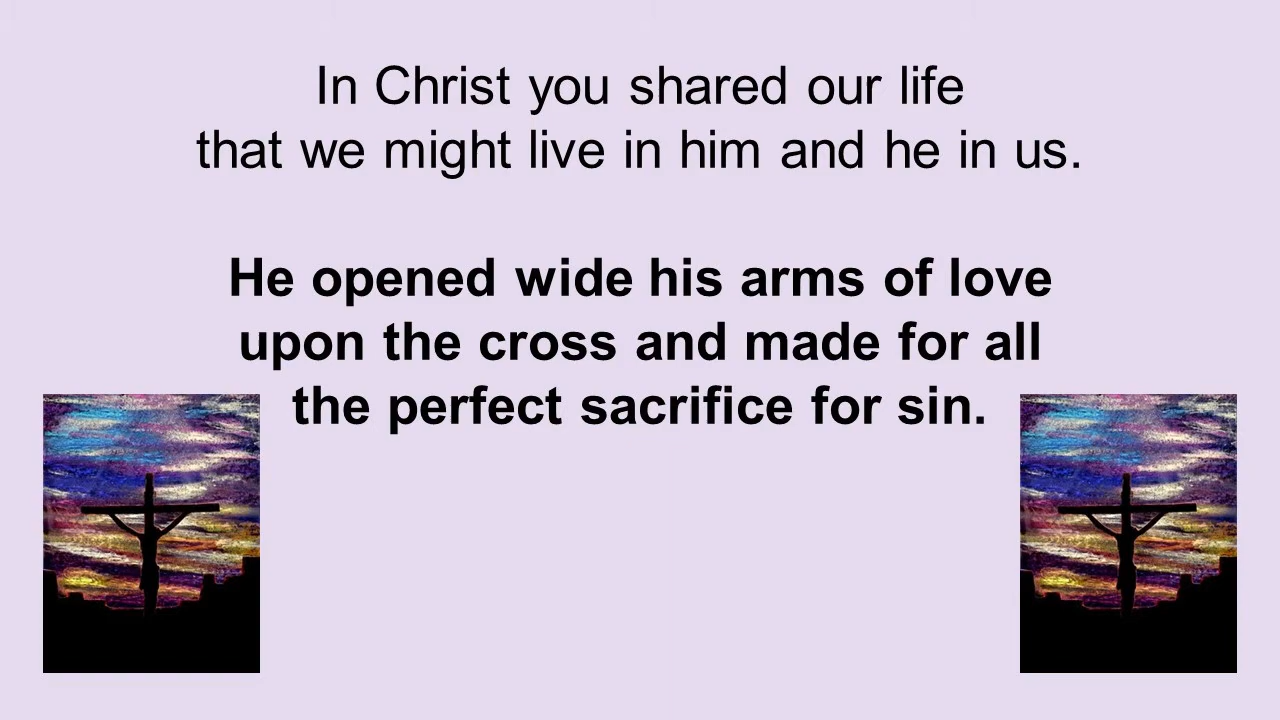 In Christ you shared our life
that we might live in him and he in us.
He opened wide his arms of love
upon the cross and made for all
the perfect sacrifice for sin.